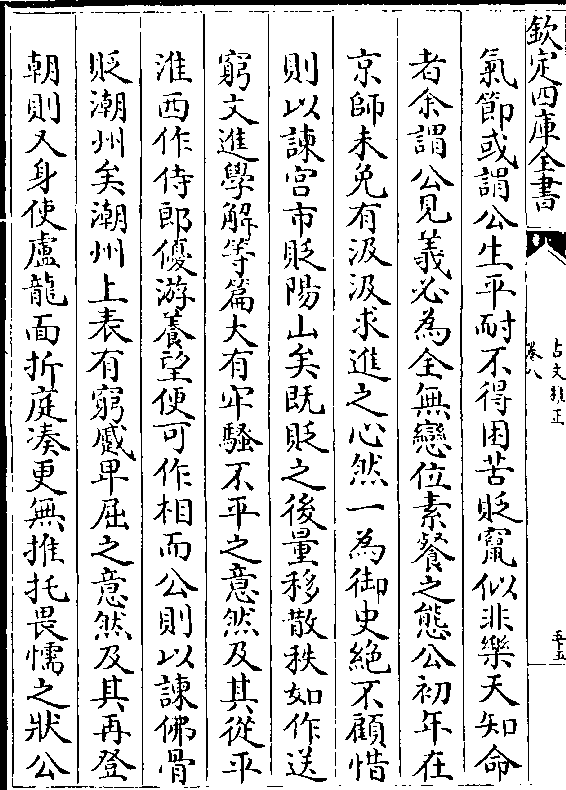 欽定四庫全書
古文雅正
卷八
五十五
氣節或謂公生平耐不得困苦貶竄似非樂天知命
者余謂公見義必為全無戀位素餐之態公初年在
京師未免有汲汲求進之心然一為御史絕不顧惜
則以諫宫市貶陽山矣既貶之後量移散秩如作送
窮文進學解等篇大有牢騷不平之意然及其從平
淮西作侍郎優游養望便可作相而公則以諫佛骨
貶潮州矣潮州上表有窮慼卑屈之意然及其再登
朝則又身使盧龍面折庭凑更無推托畏懦之狀公